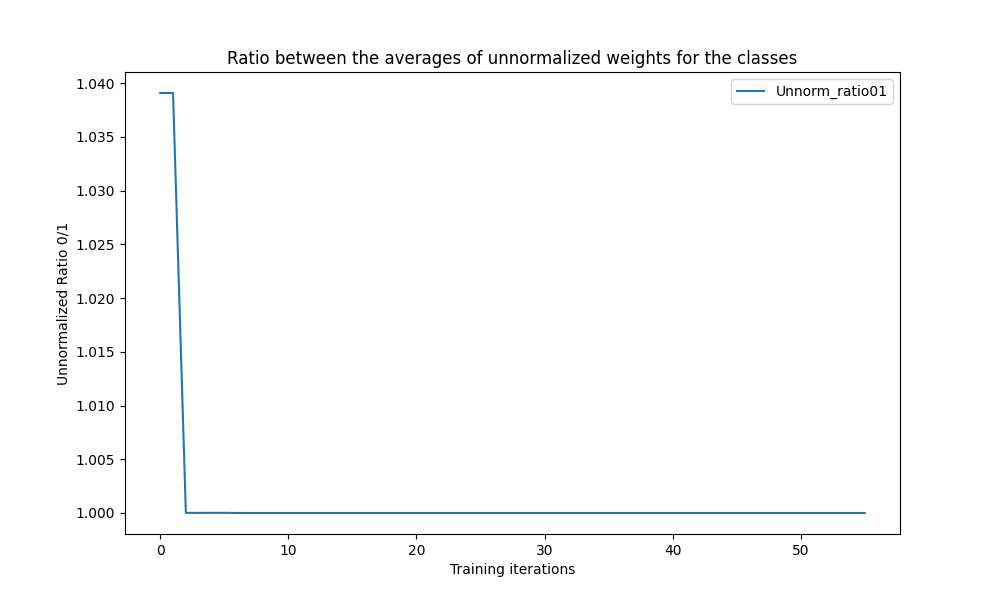 Ratio between the averages of unnormalized weights for the classes
Unnorm_ratio01
Unnormalized Ratio 0/1
1.040
1.035
1.030
1.025
1.020
1.015
1.010
1.005
1.000
0 10 20 30 40 50
Training iterations